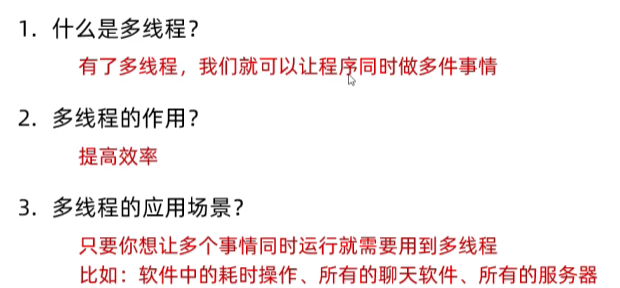 1. 什么是多线程？
有了多线程，我们就可以让程序同时做多件事情
2. 多线程的作用？
提高效率
3. 多线程的应用场景？
只要你想让多个事情同时运行就需要用到多线程
比如：软件中的耗时操作、所有的聊天软件、所有的服务器